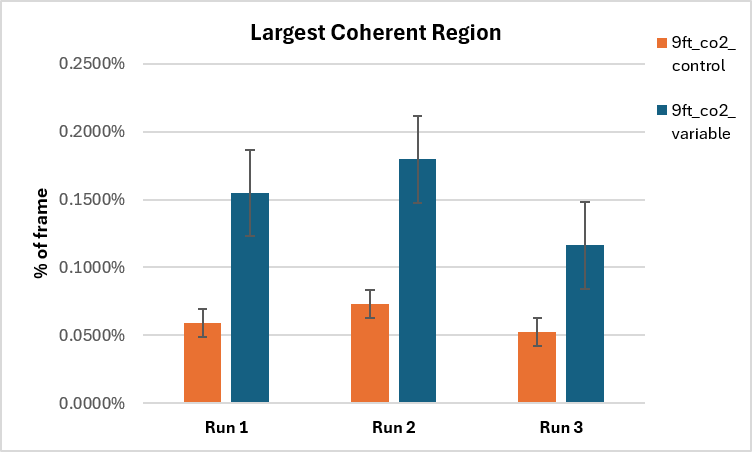 Largest Coherent Region
9ft_co2_
control
9ft_co2_
variable
% of frame
0.2500%
0.2000%
0.1500%
0.1000%
0.0500%
0.0000%
Run 1
Run 2
Run 3